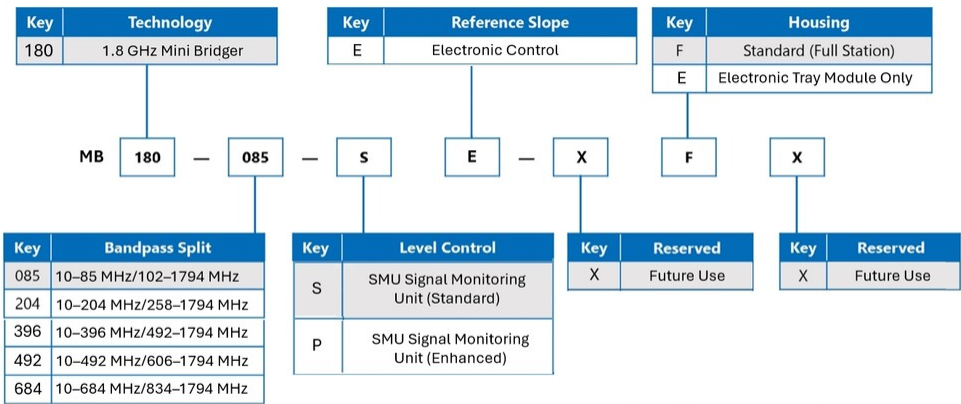 Key Technology
180 1.8 GHz Mini Bridger
Key Reference Slope
E Electronic Control
Key Housing
F Standard (Full Station)
E Electronic Tray Module Only
MB 180 — 085 — S E — X F X
Key Bandpass Split
085 10–85 MHz/102–1794 MHz
204 10–204 MHz/258–1794 MHz
396 10–396 MHz/492–1794 MHz
492 10–492 MHz/606–1794 MHz
684 10–684 MHz/834–1794 MHz
Key Level Control
S SMU Signal Monitoring
Unit (Standard)
P SMU Signal Monitoring
Unit (Enhanced)
Key Reserved
X Future Use
Key Reserved
X Future Use